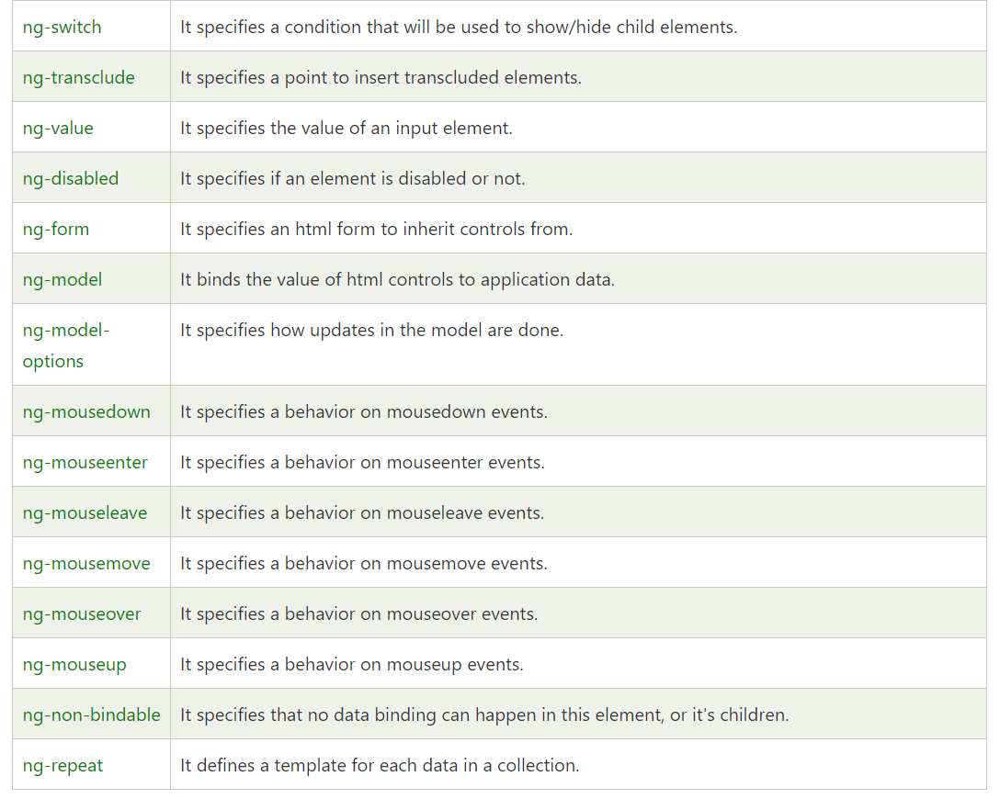 ng-switch It specifies a condition that will be used to show/hide child elements.
ng-transclude It specifies a point to insert transcluded elements.
ng-value It specifies the value of an input element.
ng-disabled It specifies if an element is disabled or not.
ng-form It specifies an html form to inherit controls from.
ng-model It binds the value of html controls to application data.
ng-model- It specifies how updates in the model are done.
options
ng-mousedown It specifies a behavior on mousedown events.
ng-mouseenter It specifies a behavior on mouseenter events.
ng-mouseleave It specifies a behavior on mouseleave events.
ng-mousemove It specifies a behavior on mousemove events.
ng-mouseover It specifies a behavior on mouseover events.
ng-mouseup It specifies a behavior on mouseup events.
ng-non-bindable It specifies that no data binding can happen in this element, or it's children.
ng-repeat It defines a template for each data in a collection.